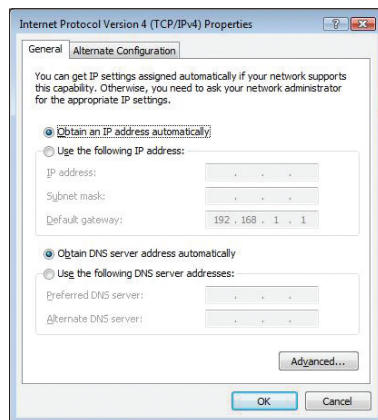 Internet Protocol Version 4 (TCP/IPv4) Properties
General
Alternate Configuration
You can get IP settings assigned automatically if your network supports
this capability. Otherwise, you need to ask your network administrator
for the appropriate IP settings.
Obtain an IP address automatically
Use the following IP address:
IP address:
. . .
Subnet mask:
. . .
Default gateway:
192 . 168 . 1 . 1
Obtain DNS server address automatically
Use the following DNS server addresses:
Preferred DNS server:
. . .
Alternate DNS server:
. . .
Advanced...
OK
Cancel